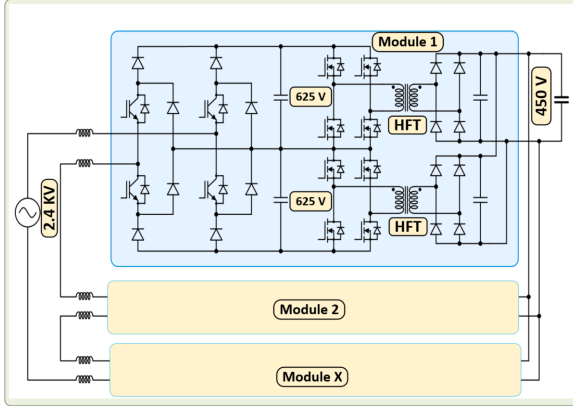 Module 1
625 V
HFT
450 V
2.4 KV
625 V
HFT
Module 2
Module X